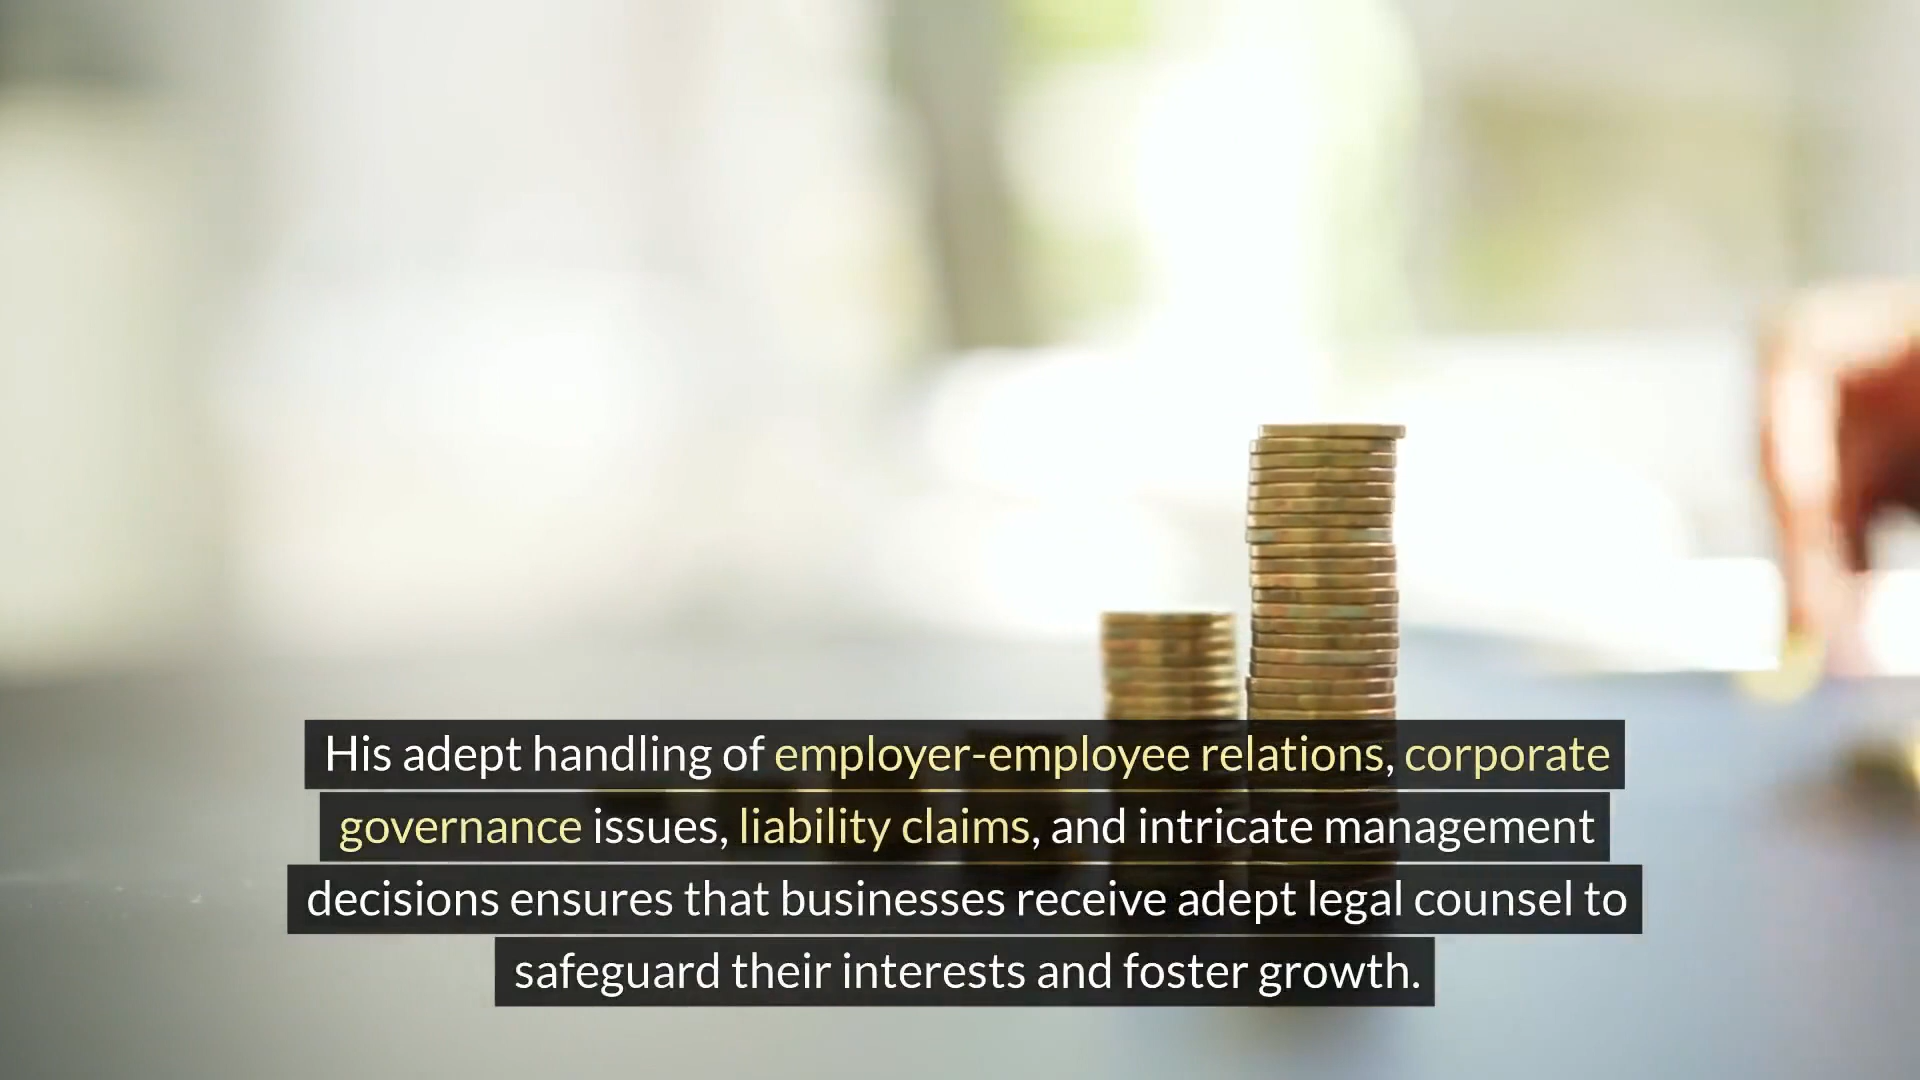 His adept handling of employer-employee relations, corporate
governance issues, liability claims, and intricate management
decisions ensures that businesses receive adept legal counsel to
safeguard their interests and foster growth.